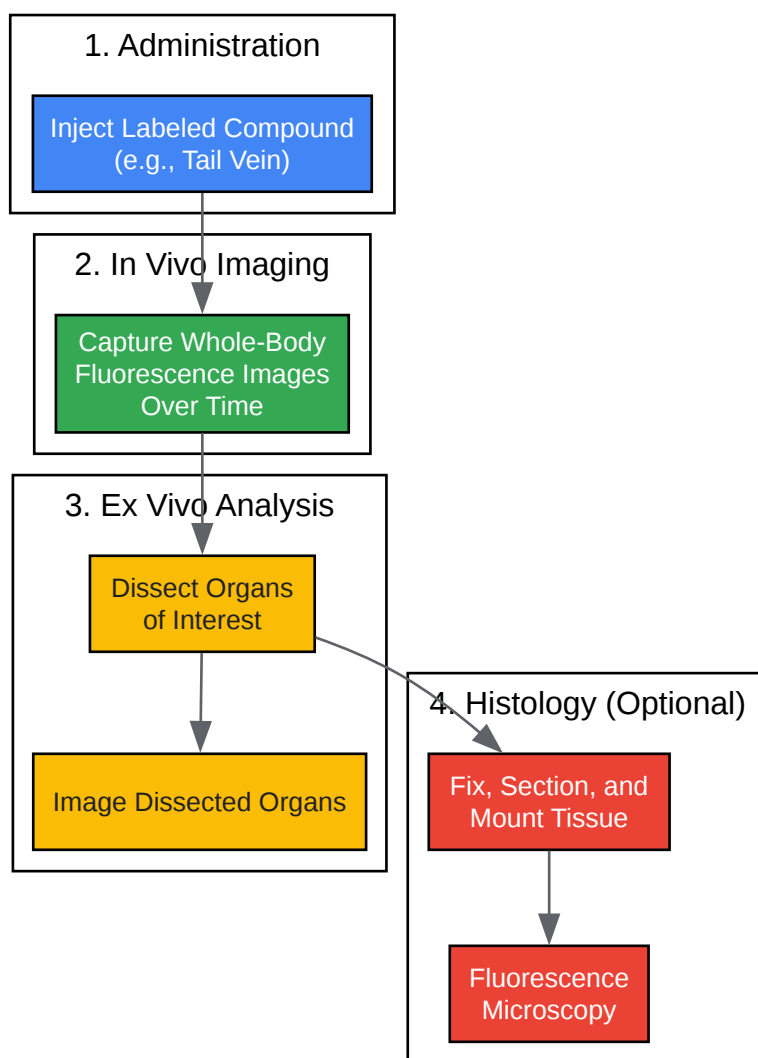 1. Administration
Inject Labeled Compound
(e.g., Tail Vein)
2. In Vivo Imaging
Capture Whole-Body
Fluorescence Images
Over Time
3. Ex Vivo Analysis
Dissect Organs
of Interest
Image Dissected Organs
4. Histology (Optional)
Fix, Section, and
Mount Tissue
Fluorescence
Microscopy